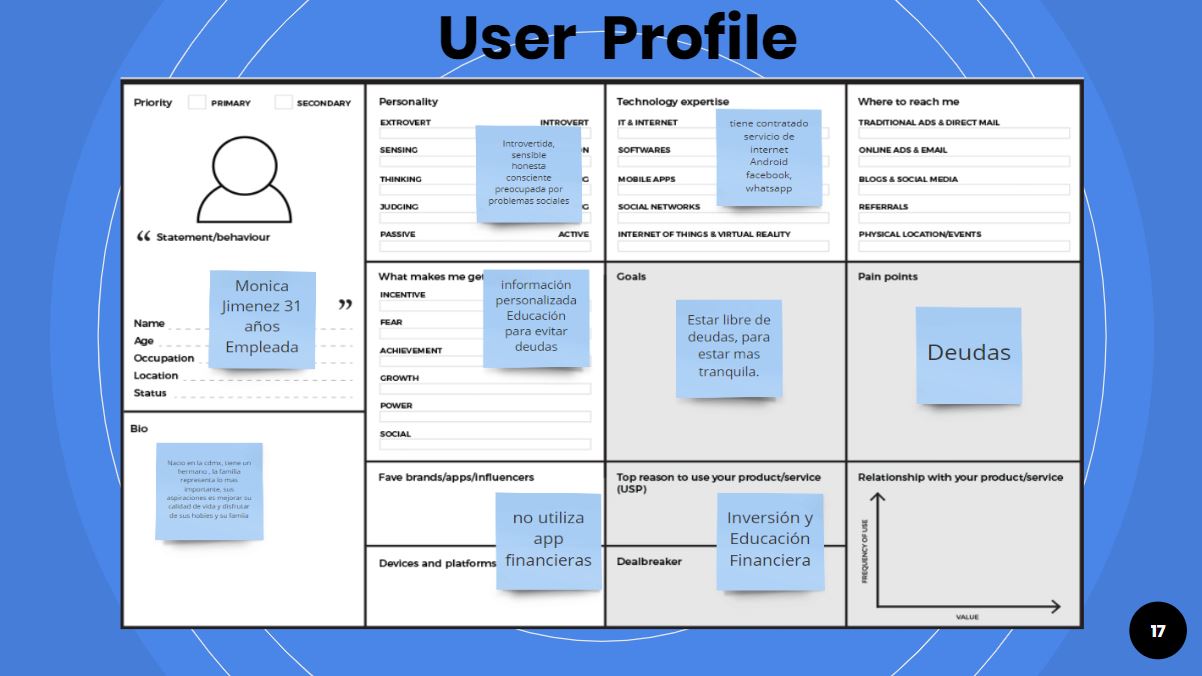 User Profile
Priority
PRIMARY
SECONDARY
“ Statement/behaviour
Monica
Jimenez 31
años
Empleada
”
Name
Age
Occupation
Location
Status
Bio
Nacio en la cdmx, tiene un
hermano , la familia
representa lo mas
importante, sus
aspiraciones es mejorar su
calidad de vida y disfrutar
de sus hobies y su familia
Personality
EXTROVERT
INTROVERT
SENSING
THINKING
JUDGING
PASSIVE
ACTIVE
Introvertida,
sensible
honesta
consciente
preocupada por
problemas sociales
What makes me
INCENTIVE
FEAR
ACHIEVEMENT
GROWTH
POWER
SOCIAL
información
personalizada
Educación
para evitar
deudas
Fave brands/apps/influencers
Devices and platforms
no utiliza
app
financieras
Technology expertise
IT & INTERNET
SOFTWARES
MOBILE APPS
SOCIAL NETWORKS
INTERNET OF THINGS & VIRTUAL REALITY
tiene contratado
servicio de
internet
Android
facebook,
whatsapp
Goals
Estar libre de
deudas, para
estar mas
tranquila.
Top reason to use your product/service
(USP)
Dealbreaker
Inversión y
Educación
Financiera
Where to reach me
TRADITIONAL ADS & DIRECT MAIL
ONLINE ADS & EMAIL
BLOGS & SOCIAL MEDIA
REFERRALS
PHYSICAL LOCATION/EVENTS
Pain points
Deudas
Relationship with your product/service
FREQUENCY OF USE
VALUE
17